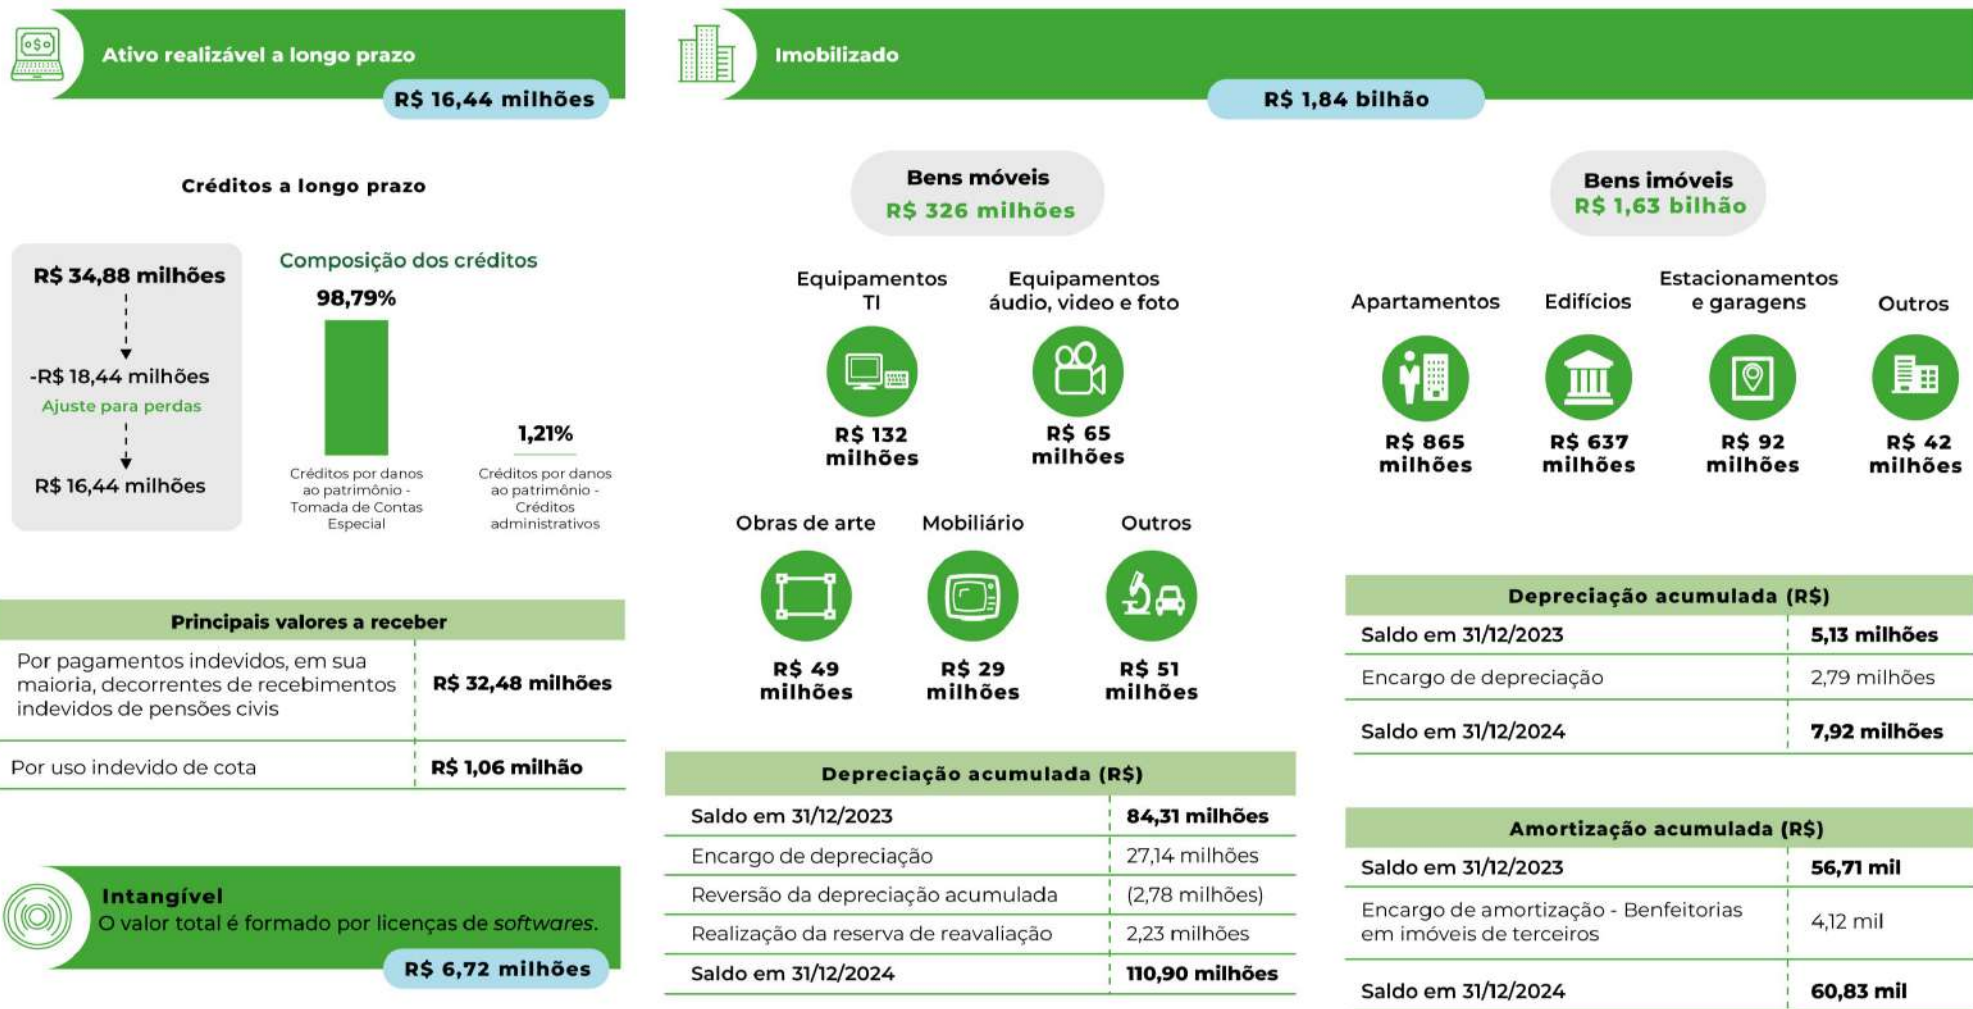 Ativo realizável a longo prazo
R$ 16,44 milhões
Créditos a longo prazo
R$ 34,88 milhões
-R$ 18,44 milhões
Ajuste para perdas
R$ 16,44 milhões
Composição dos créditos
98,79%
Créditos por danos
ao patrimônio -
Tomada de Contas
Especial
1,21%
Créditos por danos
ao patrimônio -
Créditos
administrativos
Principais valores a receber
Por pagamentos indevidos, em sua
maioria, decorrentes de recebimentos
indevidos de pensões civis
R$ 32,48 milhões
Por uso indevido de cota
R$ 1,06 milhão
Intangível
O valor total é formado por licenças de softwares.
R$ 6,72 milhões
Imobilizado
R$ 1,84 bilhão
Bens móveis
R$ 326 milhões
Equipamentos
TI
R$ 132
milhões
Equipamentos
áudio, video e foto
R$ 65
milhões
Obras de arte
R$ 49
milhões
Mobiliário
R$ 29
milhões
Outros
R$ 51
milhões
Depreciação acumulada (R$)
Saldo em 31/12/2023 84,31 milhões
Encargo de depreciação 27,14 milhões
Reversão da depreciação acumulada (2,78 milhões)
Realização da reserva de reavaliação 2,23 milhões
Saldo em 31/12/2024 110,90 milhões
Bens imóveis
R$ 1,63 bilhão
Apartamentos
R$ 865
milhões
Edifícios
R$ 637
milhões
Estacionamentos
e garagens
R$ 92
milhões
Outros
R$ 42
milhões
Depreciação acumulada (R$)
Saldo em 31/12/2023 5,13 milhões
Encargo de depreciação 2,79 milhões
Saldo em 31/12/2024 7,92 milhões
Amortização acumulada (R$)
Saldo em 31/12/2023 56,71 mil
Encargo de amortização - Benfeitorias
em imóveis de terceiros
4,12 mil
Saldo em 31/12/2024 60,83 mil